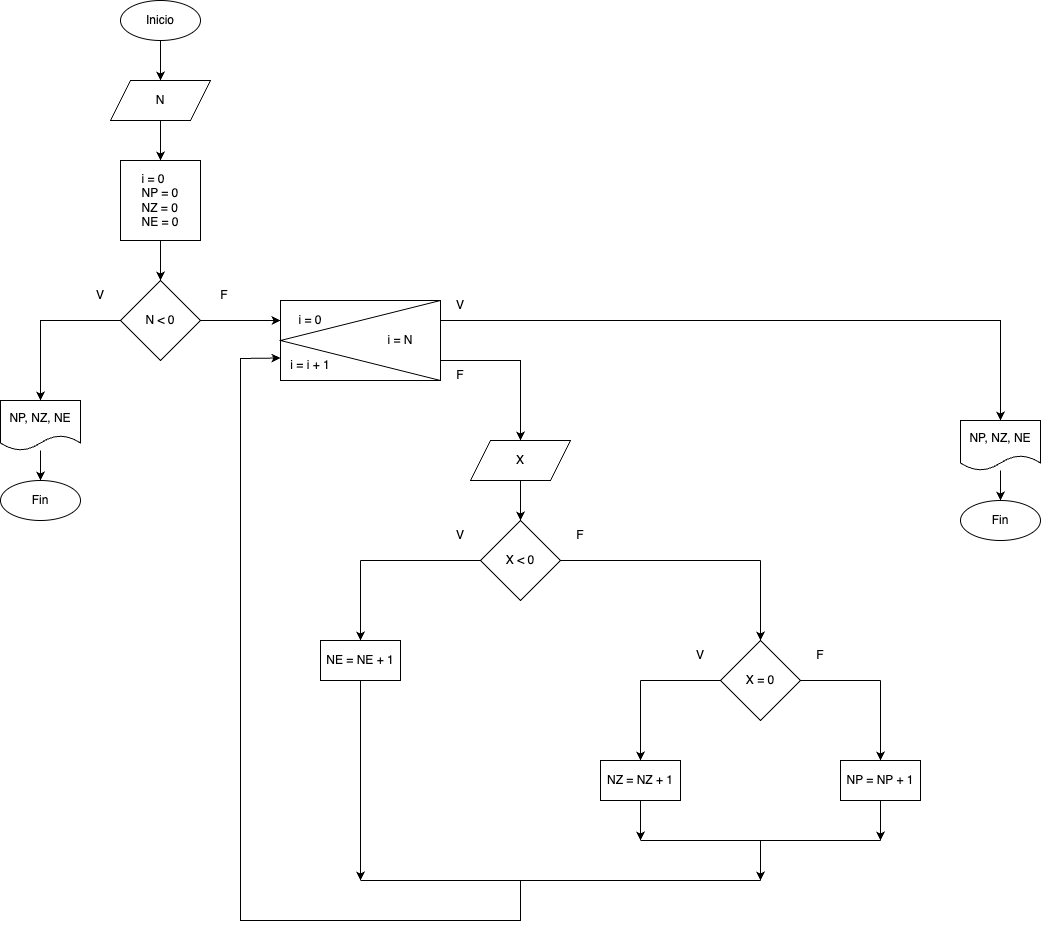 Inicio
N
i = 0
NP = 0
NZ = 0
NE = 0
V
F
N < 0
i = 0
i = N
i = i + 1
V
F
NP, NZ, NE
Fin
NP, NZ, NE
Fin
X
V
F
X < 0
NE = NE + 1
V
F
X = 0
NZ = NZ + 1
NP = NP + 1